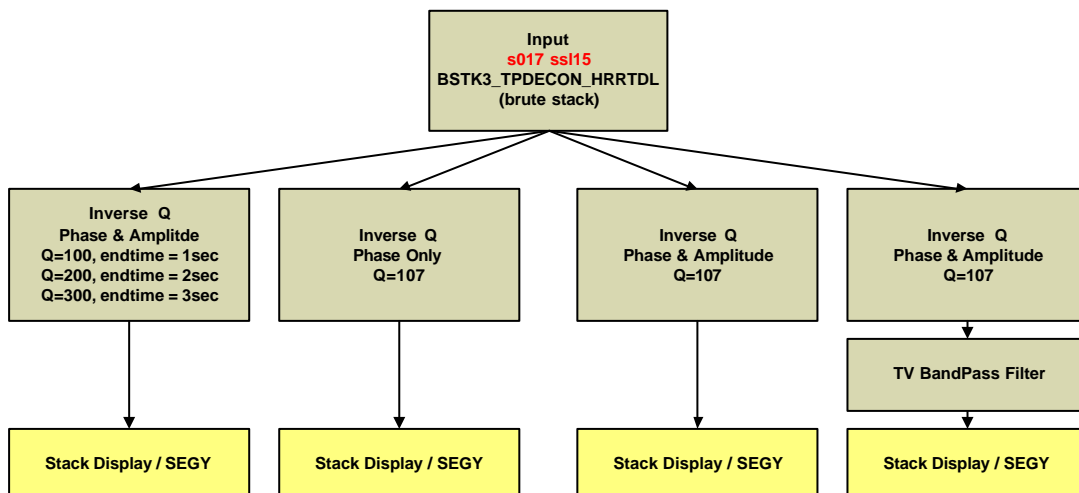 Input
s017 ssl15
BSTK3_TPDECON_HRRTDL
(brute stack)
Inverse Q
Phase & Amplitde
Q=100, endtime = 1sec
Q=200, endtime = 2sec
Q=300, endtime = 3sec
Inverse Q
Phase Only
Q=107
Inverse Q
Phase & Amplitude
Q=107
Inverse Q
Phase & Amplitude
Q=107
TV BandPass Filter
Stack Display / SEGY
Stack Display / SEGY
Stack Display / SEGY
Stack Display / SEGY